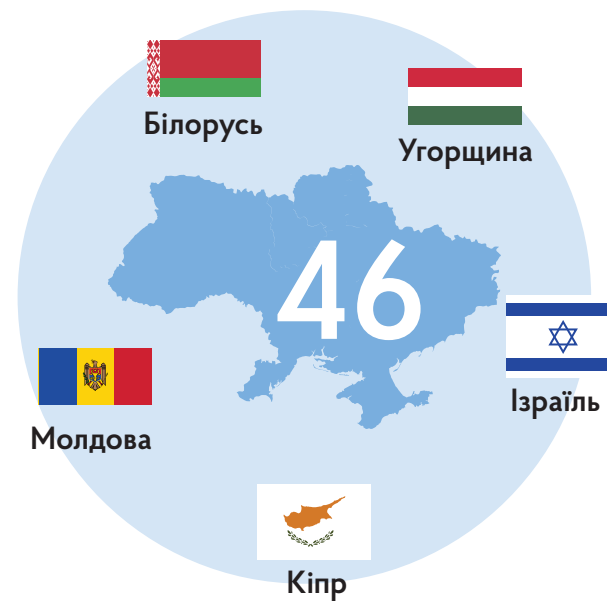 Білорусь
Угорщина
46
Ізраїль
Молдова
Кіпр